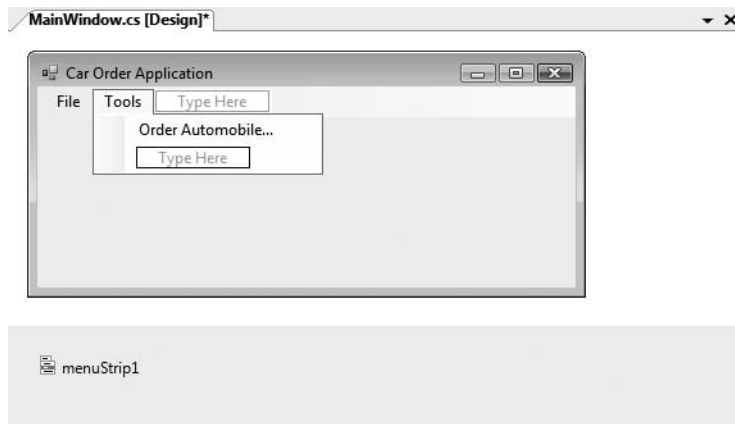 MainWindow.cs [Design]*
Car Order Application
File Tools Type Here
Order Automobile...
Type Here
menuStrip1